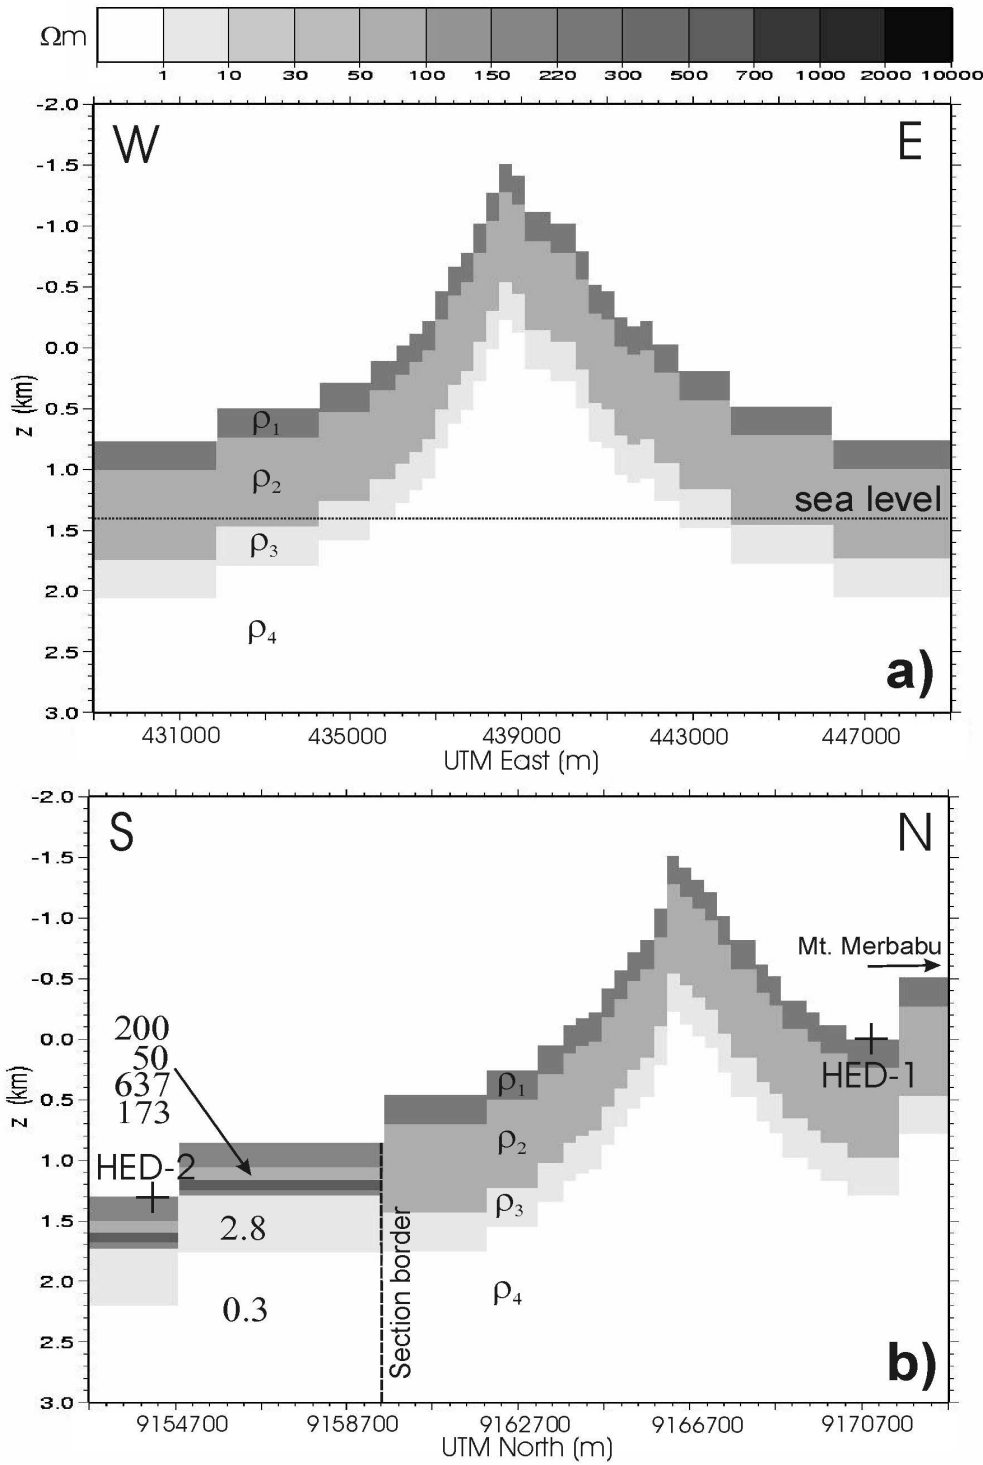 Ωm
1 10 30 50 100 150 220 300 500 700 1000 2000 10000
-2.0
W E
-1.5
-1.0
-0.5
0.0
z (km)
0.5
ρ1
1.0
ρ2
sea level
1.5
ρ3
2.0
ρ4
2.5
a)
3.0
431000 435000 439000 443000 447000
UTM East (m)
-2.0
S N
-1.5
-1.0
Mt. Merbabu
-0.5
200
0.0
50
637
HED-1
ρ1
173
z (km)
0.5
ρ2
1.0
HED-2
ρ3
1.5
2.8
2.0
ρ4
0.3
Section border
2.5
b)
3.0
9154700 9158700 9162700 9166700 9170700
UTM North (m)